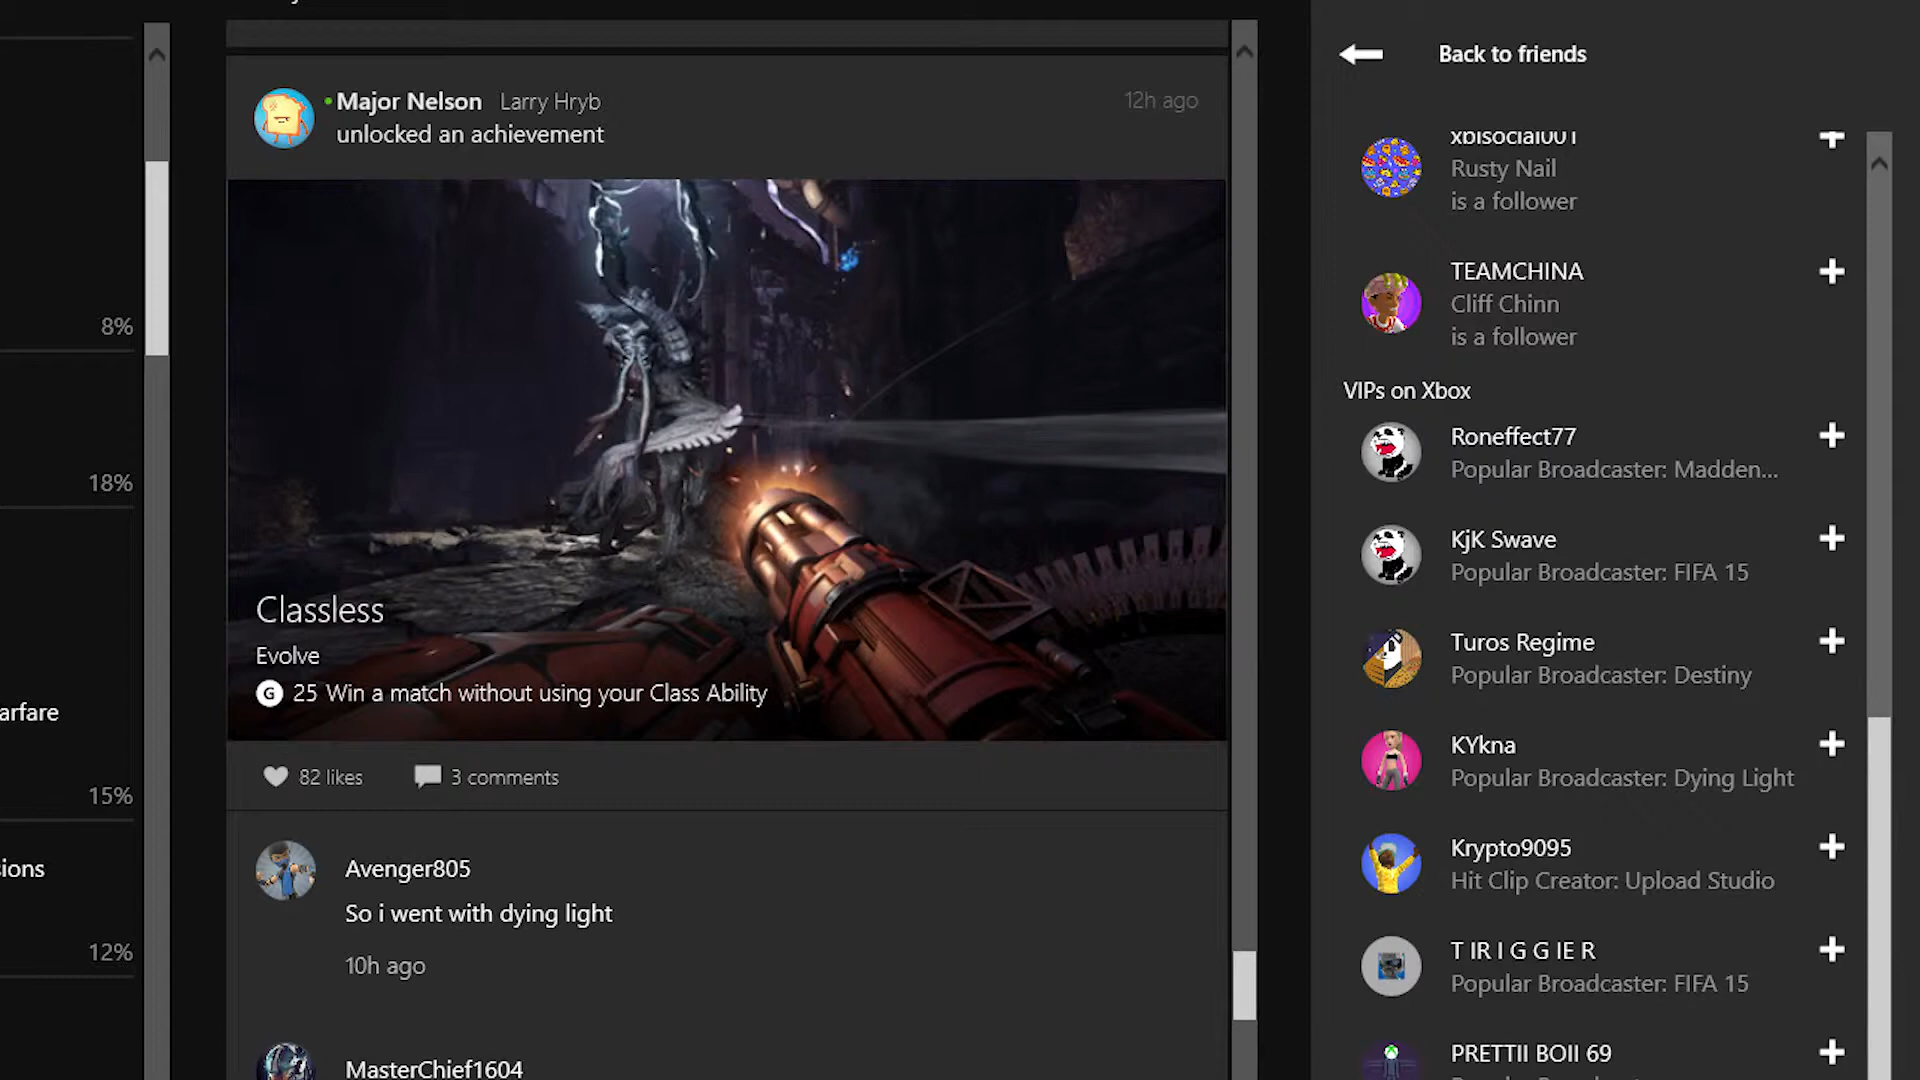 8%
18%
arfare
15%
ions
12%
Major Nelson Larry Hryb
12h ago
unlocked an achievement
Classless
Evolve
G 25 Win a match without using your Class Ability
82 likes
3 comments
Avenger805
So i went with dying light
10h ago
MasterChief1604
Back to friends
xblsocial001
Rusty Nail
is a follower
TEAMCHINA
Cliff Chinn
is a follower
VIPs on Xbox
Roneffect77
Popular Broadcaster: Madden...
KjK Swave
Popular Broadcaster: FIFA 15
Turos Regime
Popular Broadcaster: Destiny
KYkna
Popular Broadcaster: Dying Light
Krypto9095
Hit Clip Creator: Upload Studio
T IR I G G IE R
Popular Broadcaster: FIFA 15
PRETTII BOII 69